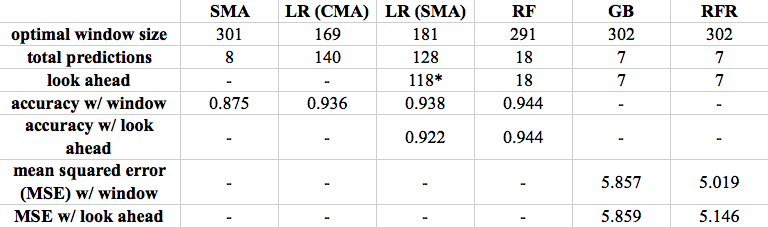 SMA LR (CMA) LR (SMA) RF GB RFR
optimal window size 301 169 181 291 302 302
total predictions 8 140 128 18 7 7
look ahead - - 118* 18 7 7
accuracy w/ window 0.875 0.936 0.938 0.944 - -
accuracy w/ look
ahead - - 0.922 0.944 - -
mean squared error
(MSE) w/ window - - - - 5.857 5.019
MSE w/ look ahead - - - - 5.859 5.146